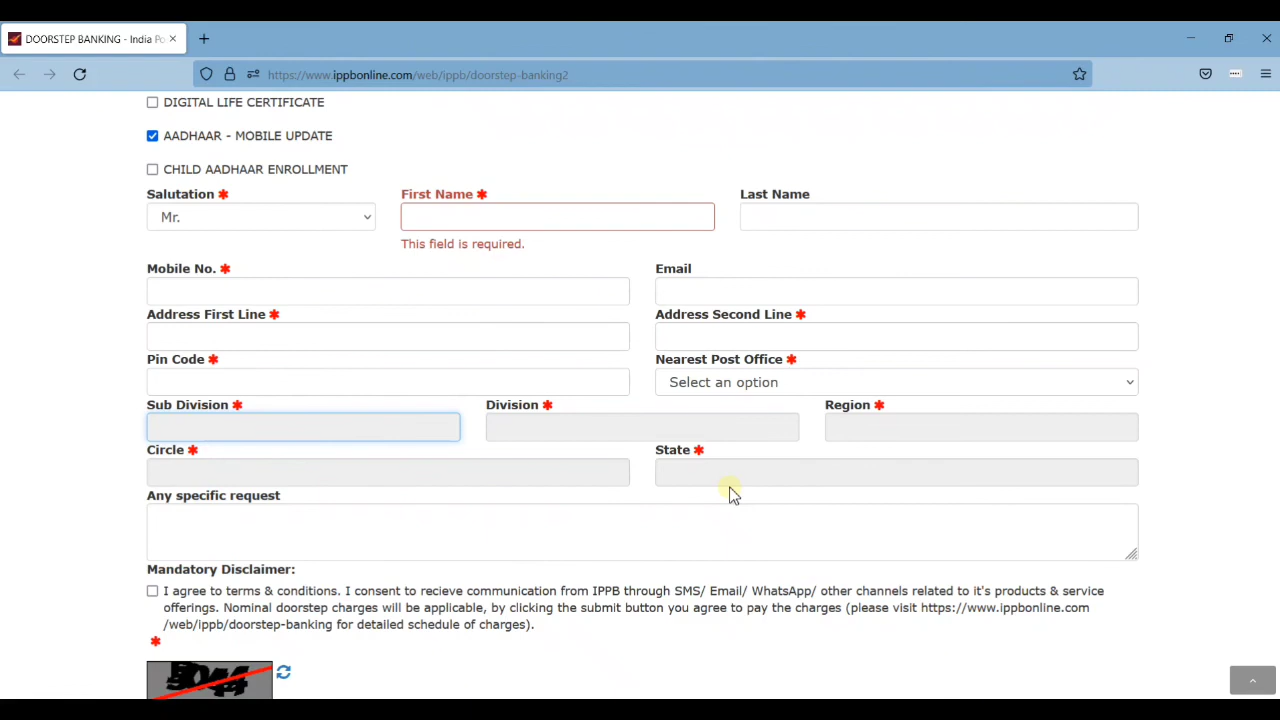 DOORSTEP BANKING - India Po
https://www.ippbonline.com/web/ippb/doorstep-banking2
DIGITAL LIFE CERTIFICATE
AADHAAR - MOBILE UPDATE
CHILD AADHAAR ENROLLMENT
Salutation * First Name * Last Name
Mr.
This field is required.
Mobile No. * Email
Address First Line * Address Second Line *
Pin Code * Nearest Post Office *
Select an option
Sub Division * Division * Region *
Circle * State *
Any specific request
Mandatory Disclaimer:
I agree to terms & conditions. I consent to recieve communication from IPPB through SMS/ Email/ WhatsApp/ other channels related to it's products & service
offerings. Nominal doorstep charges will be applicable, by clicking the submit button you agree to pay the charges (please visit https://www.ippbonline.com
/web/ippb/doorstep-banking for detailed schedule of charges).
*